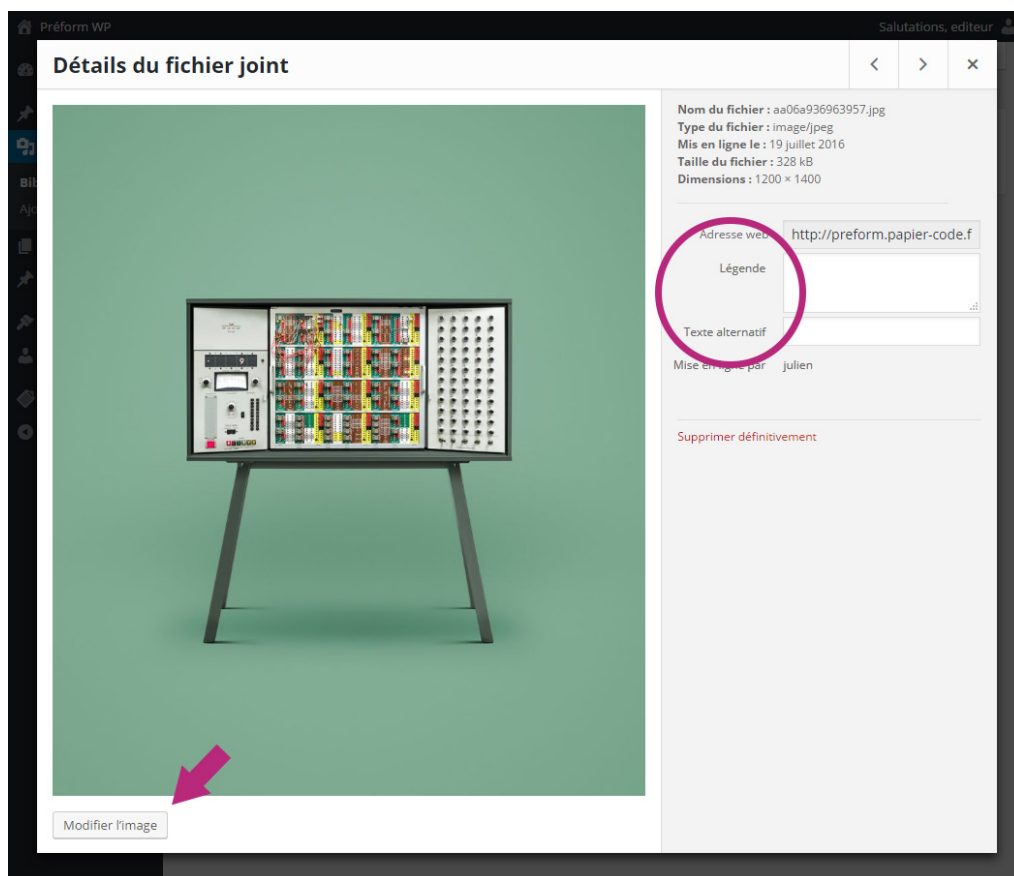 Préform WP
Salutations, editeur
Détails du fichier joint
Nom du fichier : aa06a936963957.jpg
Type du fichier : image/jpeg
Mis en ligne le : 19 juillet 2016
Taille du fichier : 328 kB
Dimensions : 1200 × 1400
Bib
Ajo
Adresse web http://preform.papier-code.f
Légende
Texte alternatif
Mise en ligne par julien
Supprimer définitivement
Modifier l'image